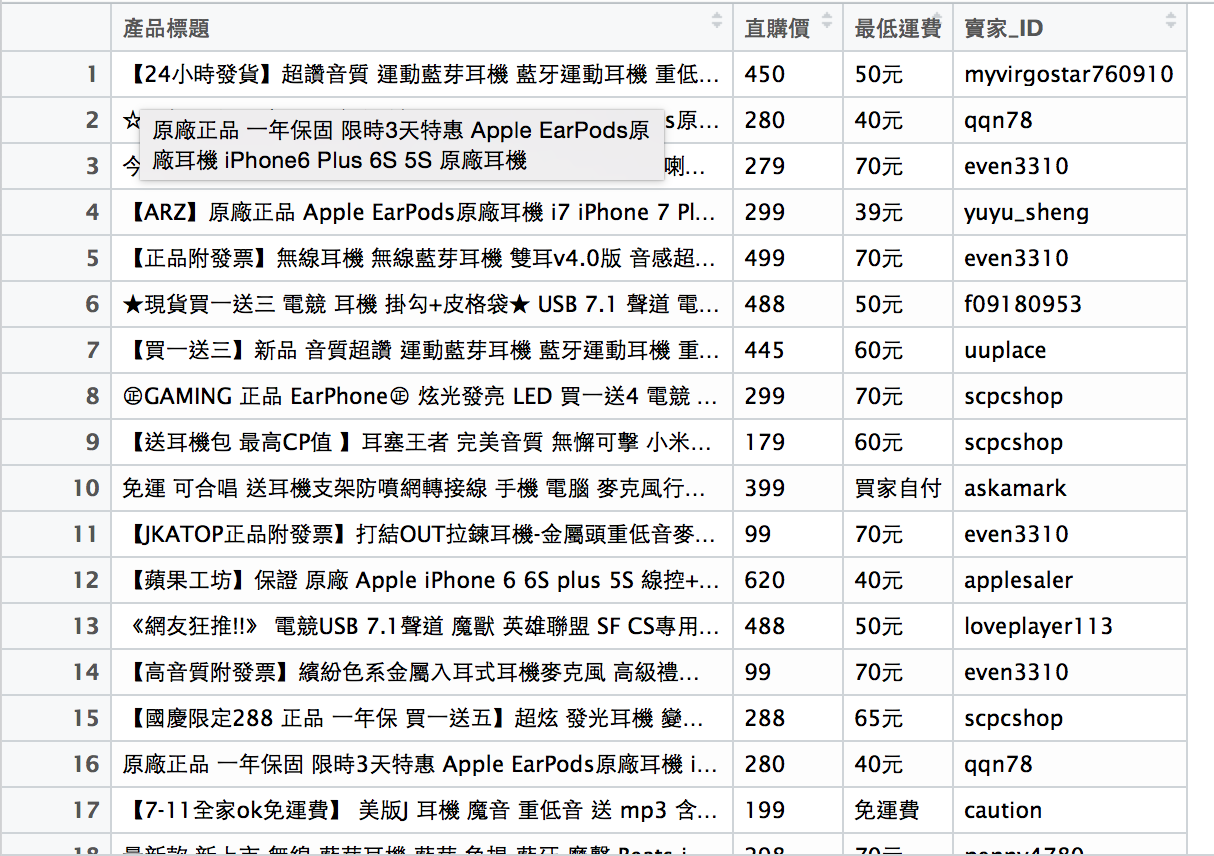 產品標題 直購價 最低運費 賣家_ID
1 【24小時發貨】超讚音質 運動藍芽耳機 藍牙運動耳機 重低... 450 50元 myvirgostar760910
2 ☆ s原... 280 40元 qqn78
原廠正品 一年保固 限時3天特惠 Apple EarPods原
廠耳機 iPhone6 Plus 6S 5S 原廠耳機
3 今 喇... 279 70元 even3310
4 【ARZ】原廠正品 Apple EarPods原廠耳機 i7 iPhone 7 Pl... 299 39元 yuyu_sheng
5 【正品附發票】無線耳機 無線藍芽耳機 雙耳v4.0版 音感超... 499 70元 even3310
6 ★現貨買一送三 電競 耳機 掛勾+皮格袋★ USB 7.1 聲道 電... 488 50元 f09180953
7 【買一送三】新品 音質超讚 運動藍芽耳機 藍牙運動耳機 重... 445 60元 uuplace
8 ㊣GAMING 正品 EarPhone㊣ 炫光發亮 LED 買一送4 電競 ... 299 70元 scpcshop
9 【送耳機包 最高CP值 】耳塞王者 完美音質 無懈可擊 小米... 179 60元 scpcshop
10 免運 可合唱 送耳機支架防噴網轉接線 手機 電腦 麥克風行... 399 買家自付 askamark
11 【JKATOP正品附發票】打結OUT拉鍊耳機-金屬頭重低音麥... 99 70元 even3310
12 【蘋果工坊】保證 原廠 Apple iPhone 6 6S plus 5S 線控+... 620 40元 applesaler
13 《網友狂推!!》 電競USB 7.1聲道 魔獸 英雄聯盟 SF CS專用... 488 50元 loveplayer113
14 【高音質附發票】繽紛色系金屬入耳式耳機麥克風 高級禮... 99 70元 even3310
15 【國慶限定288 正品 一年保 買一送五】超炫 發光耳機 變... 288 65元 scpcshop
16 原廠正品 一年保固 限時3天特惠 Apple EarPods原廠耳機 i... 280 40元 qqn78
17 【7-11全家ok免運費】 美版J 耳機 魔音 重低音 送 mp3 含... 199 免運費 caution
18